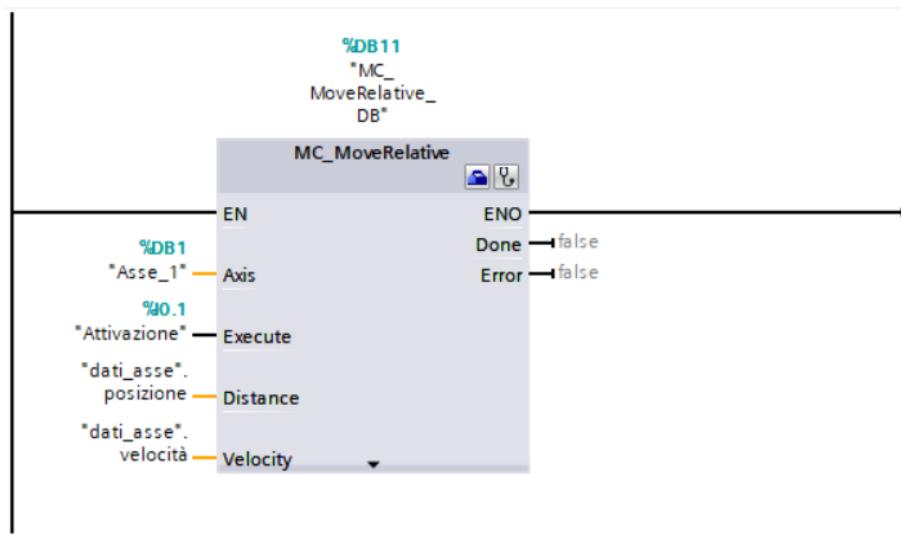 %DB11
"MC_
MoveRelative_
DB"
MC_MoveRelative
EN
ENO
%DB1
"Asse_1"
Axis
Done
false
Error
false
%I0.1
"Attivazione"
Execute
"dati_asse".
posizione
Distance
"dati_asse".
velocità
Velocity